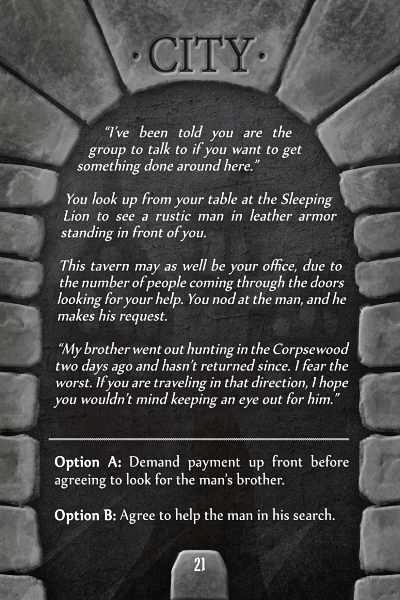 · CITY ·
“I’ve been told you are the
group to talk to if you want to get
something done around here.”
You look up from your table at the Sleeping
Lion to see a rustic man in leather armor
standing in front of you.
This tavern may as well be your office, due to
the number of people coming through the doors
looking for your help. You nod at the man, and he
makes his request.
“My brother went out hunting in the Corpsewood
two days ago and hasn’t returned since. I fear the
worst. If you are traveling in that direction, I hope
you wouldn’t mind keeping an eye out for him.”
Option A: Demand payment up front before
agreeing to look for the man’s brother.
Option B: Agree to help the man in his search.
21